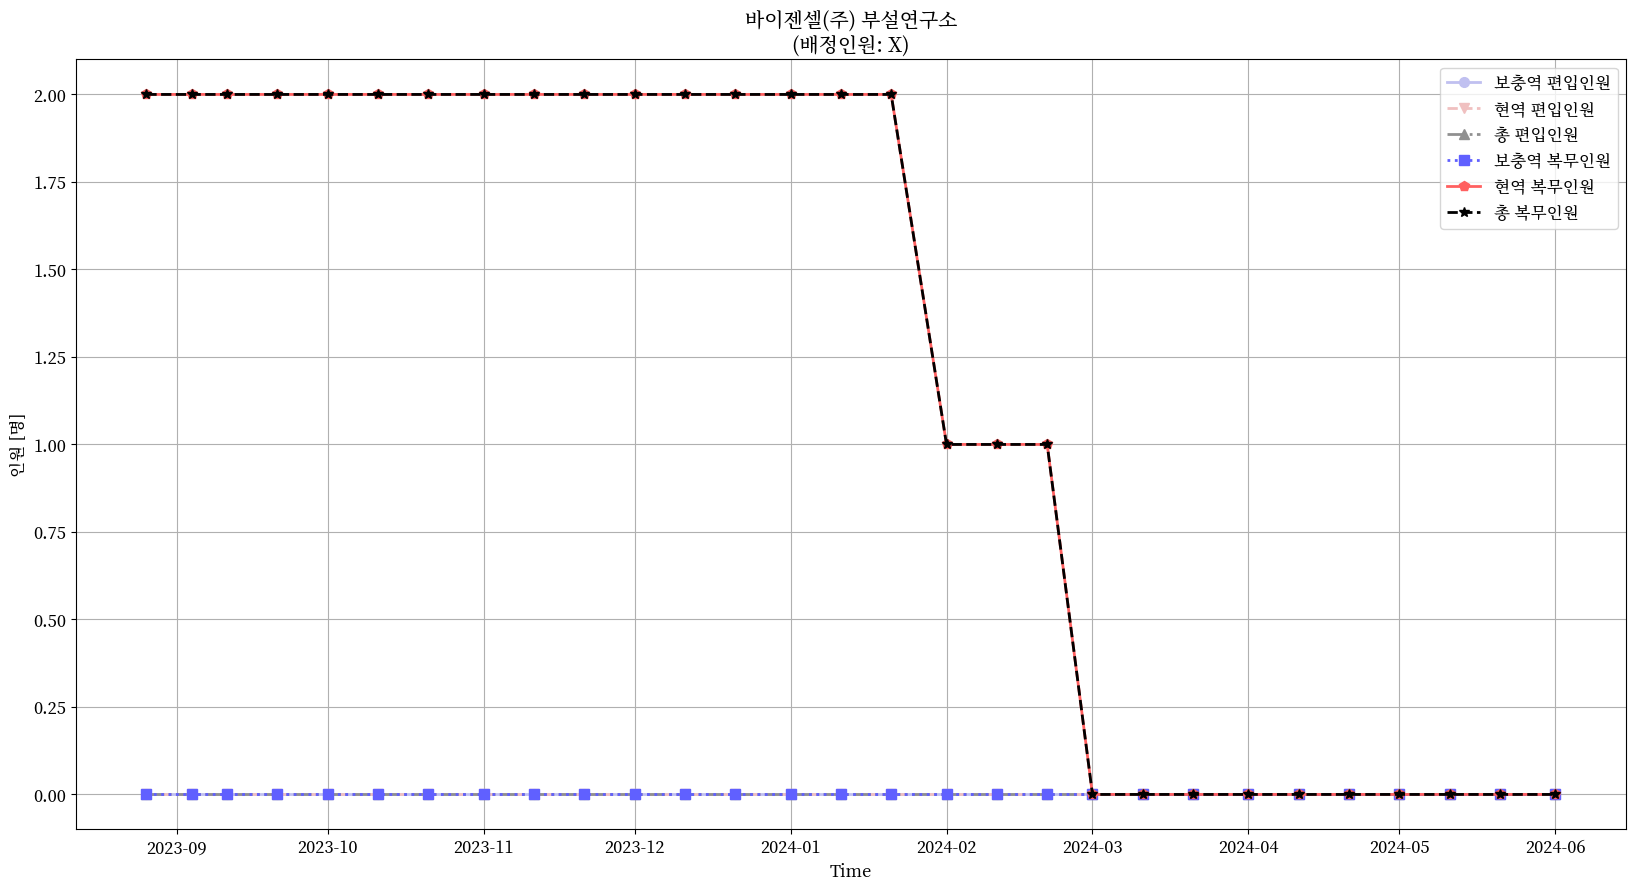 바이젠셀(주) 부설연구소
(배정인원: X)
보충역 편입인원
현역 편입인원
총 편입인원
보충역 복무인원
현역 복무인원
총 복무인원
인원 [명]
2.00
1.75
1.50
1.25
1.00
0.75
0.50
0.25
0.00
2023-09
2023-10
2023-11
2023-12
2024-01
2024-02
2024-03
2024-04
2024-05
2024-06
Time